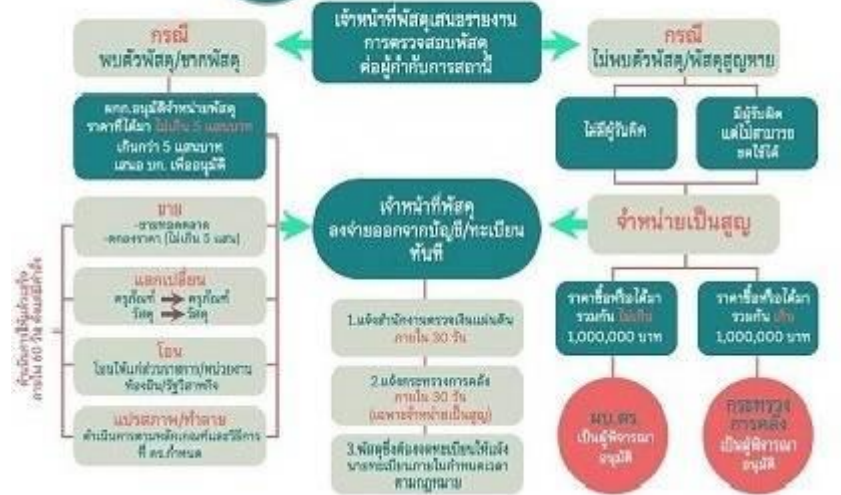 เจ้าหน้าที่พัสดุเสนอรายงาน
การตรวจสอบพัสดุ
ต่อผู้กำกับการสถานี
กรณี
พบตัวพัสดุ/ซากพัสดุ
ผกก.อนุมัติจำหน่ายพัสดุ
ราคาที่ได้มา ไม่เกิน 5 แสนบาท
เกินกว่า 5 แสนบาท
เสนอ บก. เพื่ออนุมัติ
ขาย
-ขายทอดตลาด
-ตกลงราคา (ไม่เกิน 5 แสน)
แลกเปลี่ยน
ครุภัณฑ์ → ครุภัณฑ์
วัสดุ → วัสดุ
โอน
โอนให้แก่ส่วนราชการ/หน่วยงาน
ท้องถิ่น/รัฐวิสาหกิจ
แปรสภาพ/ทำลาย
ดำเนินการตามหลักเกณฑ์และวิธีการ
ที่ ตร.กำหนด
ภายใน 60 วัน
เจ้าหน้าที่พัสดุ
ลงจ่ายออกจากบัญชี/ทะเบียน
ทันที
1.แจ้งสำนักงานตรวจเงินแผ่นดิน
ภายใน 30 วัน
2.แจ้งกระทรวงการคลัง
ภายใน 30 วัน
(เฉพาะจำหน่ายเป็นสูญ)
3.พัสดุซึ่งต้องจดทะเบียนให้แจ้ง
นายทะเบียนภายในกำหนดเวลา
ตามกฎหมาย
กรณี
ไม่พบตัวพัสดุ/พัสดุสูญหาย
ไม่มีผู้รับผิด
มีผู้รับผิด
แต่ไม่สามารถ
ชดใช้ได้
จำหน่ายเป็นสูญ
ราคาซื้อหรือได้มา
รวมกัน ไม่เกิน
1,000,000 บาท
ราคาซื้อหรือได้มา
รวมกัน เกิน
1,000,000 บาท
ผบ.ตร.
เป็นผู้พิจารณา
อนุมัติ
กระทรวง
การคลัง
เป็นผู้พิจารณา
อนุมัติ